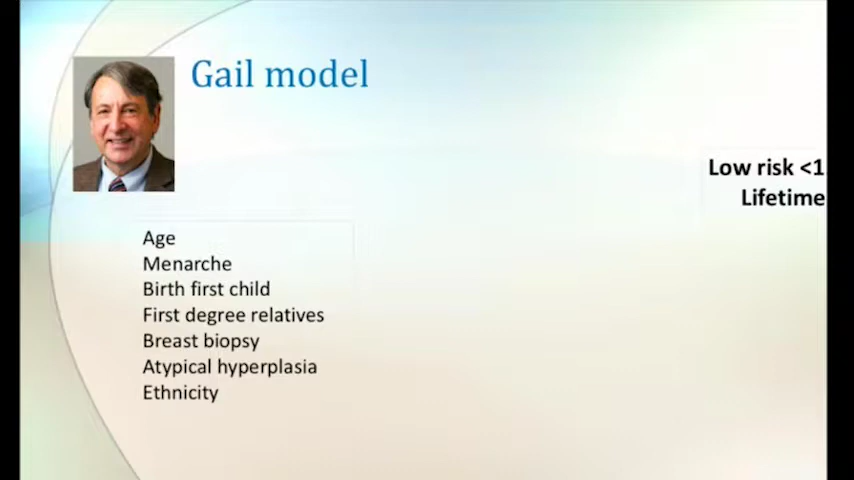 Gail model
Low risk <1
Lifetime
Age
Menarche
Birth first child
First degree relatives
Breast biopsy
Atypical hyperplasia
Ethnicity